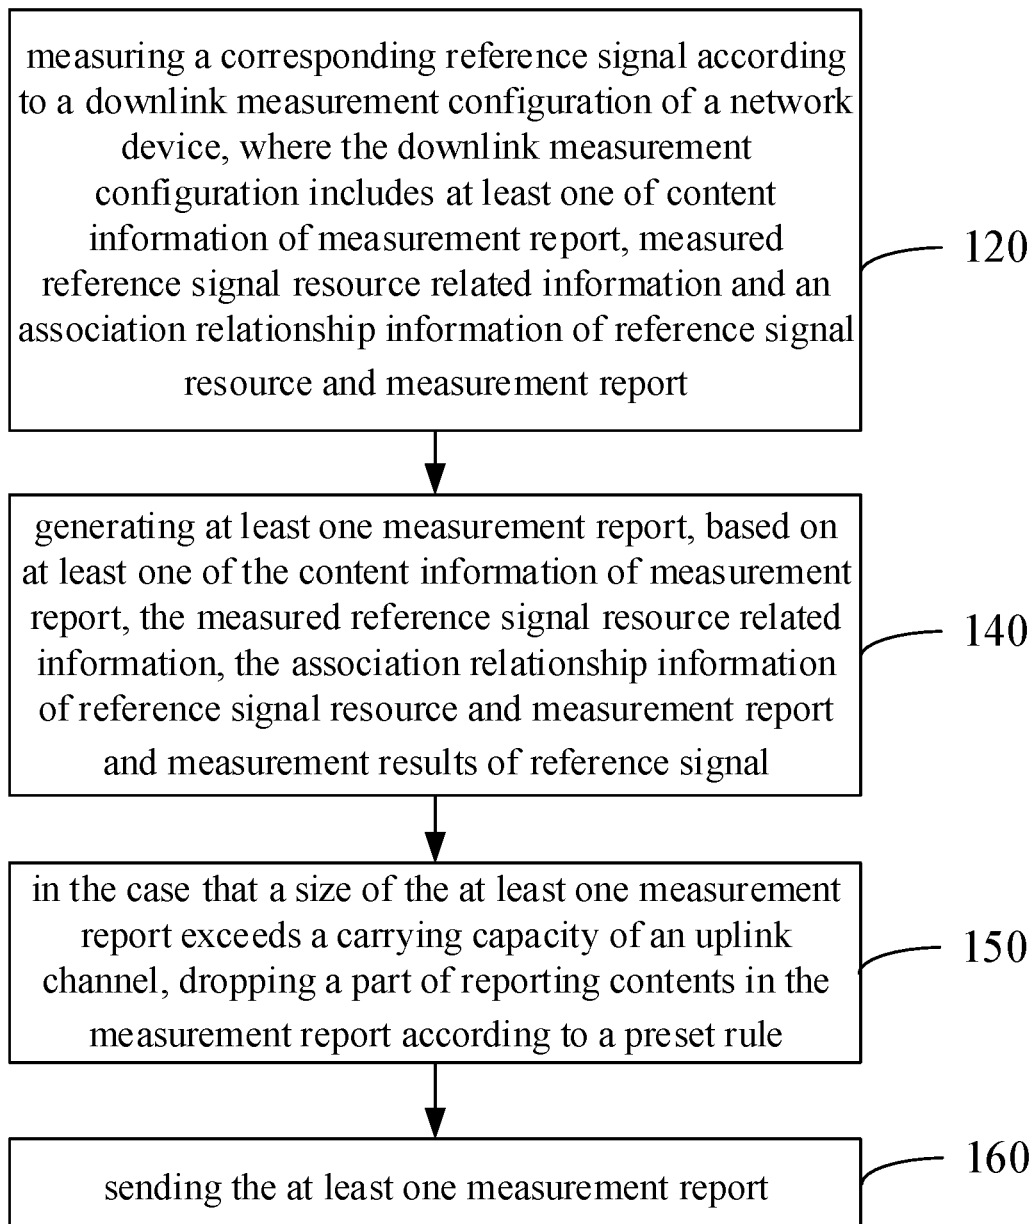 measuring a corresponding reference signal according
to a downlink measurement configuration of a network
device, where the downlink measurement
configuration includes at least one of content
information of measurement report, measured
reference signal resource related information and an
association relationship information of reference signal
resource and measurement report
120
generating at least one measurement report, based on
at least one of the content information of measurement
report, the measured reference signal resource related
information, the association relationship information
of reference signal resource and measurement report
and measurement results of reference signal
140
in the case that a size of the at least one measurement
report exceeds a carrying capacity of an uplink
channel, dropping a part of reporting contents in the
measurement report according to a preset rule
150
sending the at least one measurement report
160